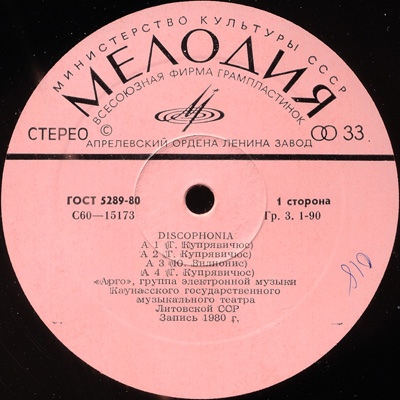 МИНИСТЕРСТВО КУЛЬТУРЫ СССР
МЕЛОДИЯ
ВСЕСОЮЗНАЯ ФИРМА ГРАМПЛАСТИНОК
СТЕРЕО © 33
АПРЕЛЕВСКИЙ ОРДЕНА ЛЕНИНА ЗАВОД
ГОСТ 5289-80 1 сторона
С60—15173 Гр. 3. 1-90
DISCOPHONIA
А 1 (Г. Купрявичюс)
А 2 (Г. Купрявичюс)
А 3 (Ю. Вилионис)
А 4 (Г. Купрявичюс)
«Арго», группа электронной музыки
Каунасского государственного
музыкального театра
Литовской ССР
Запись 1980 г.